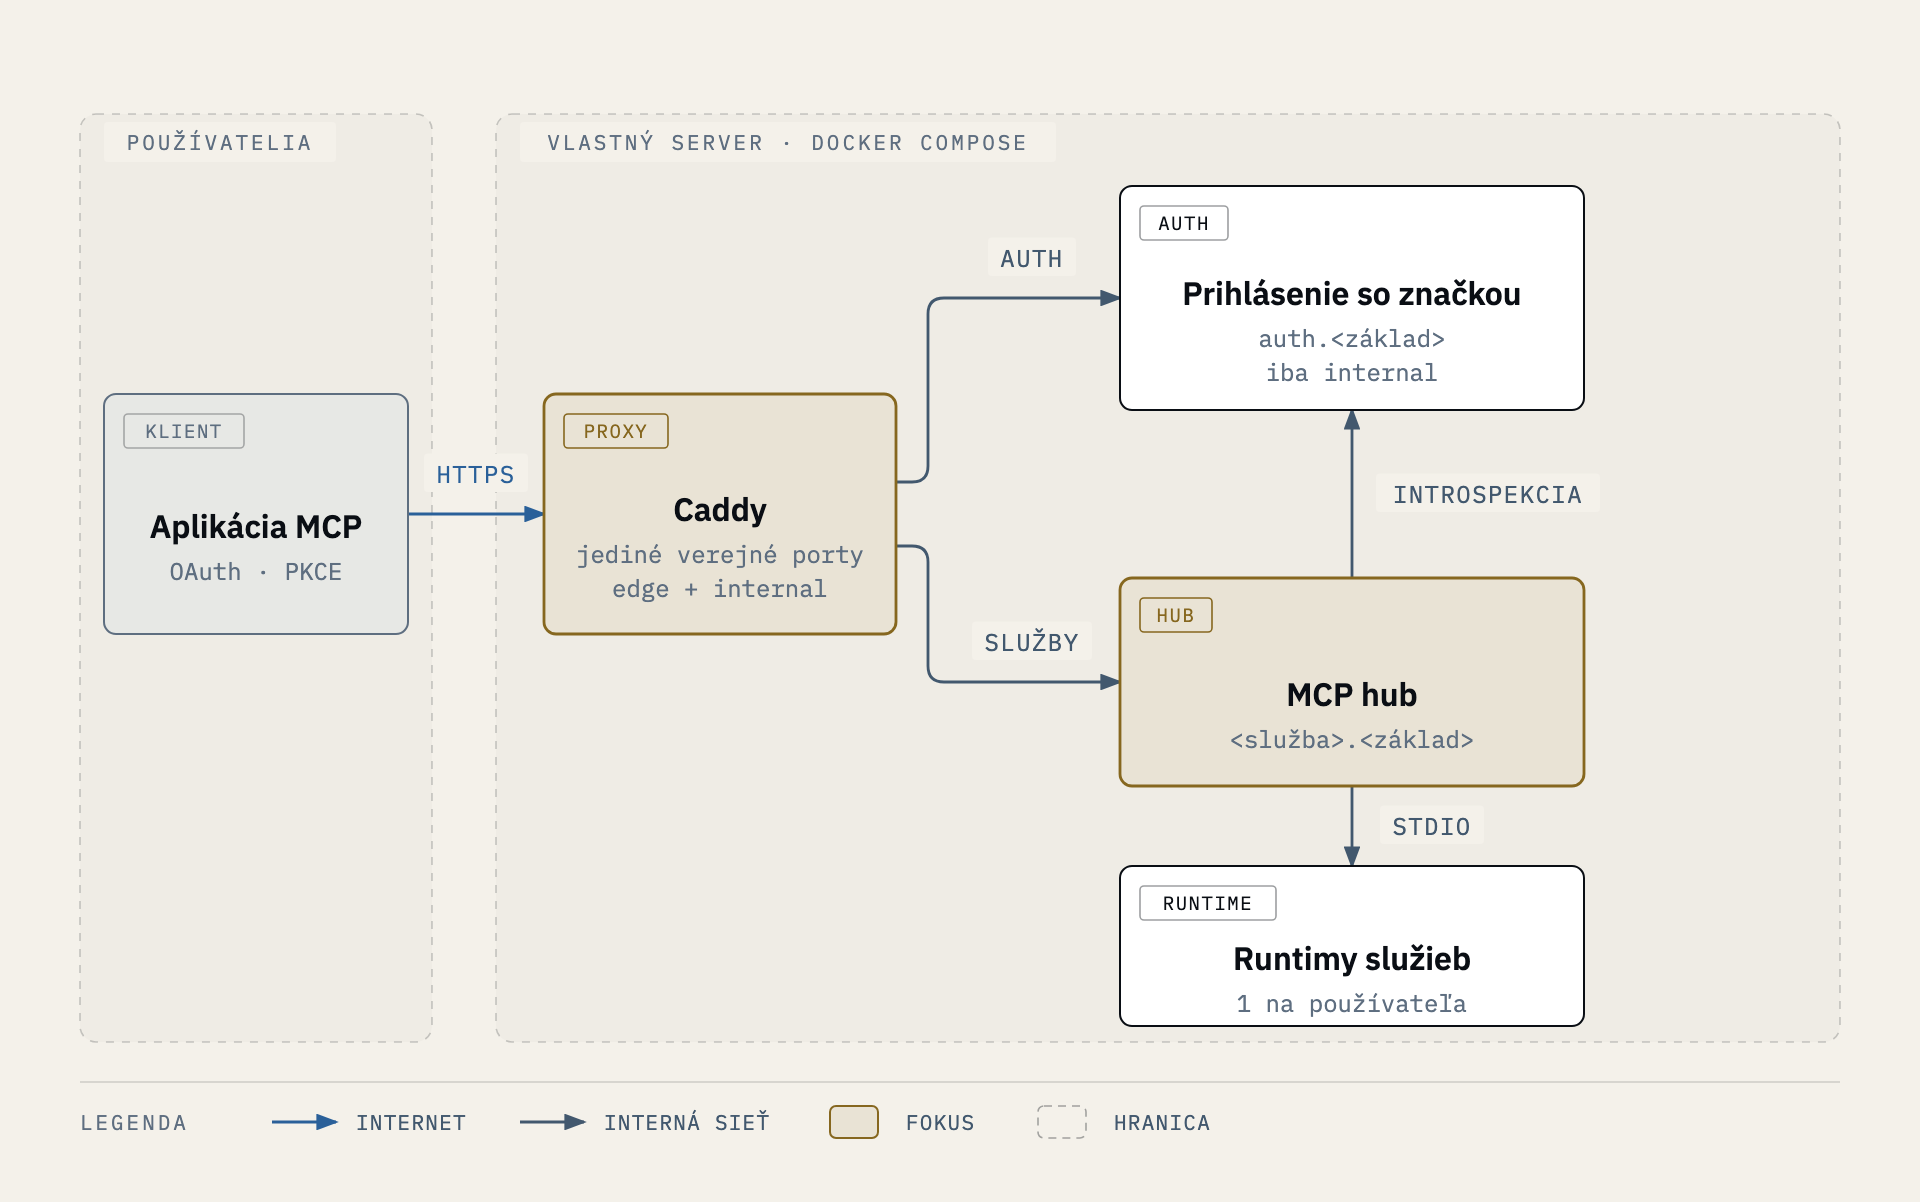 POUŽÍVATELIA
VLASTNÝ SERVER · DOCKER COMPOSE
AUTH
Prihlásenie so značkou
auth.<základ>
iba internal
AUTH
KLIENT
Aplikácia MCP
OAuth · PKCE
HTTPS
PROXY
Caddy
jediné verejné porty
edge + internal
INTROSPEKCIA
SLUŽBY
HUB
MCP hub
<služba>.<základ>
STDIO
RUNTIME
Runtimy služieb
1 na používateľa
LEGENDA
INTERNET
INTERNÁ SIEŤ
FOKUS
HRANICA